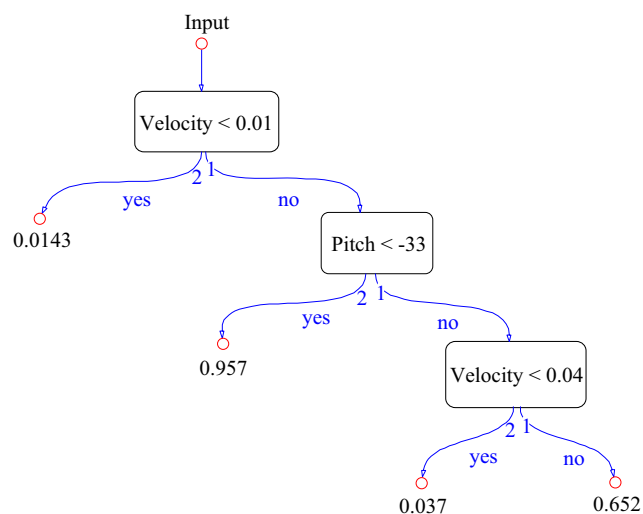 Input
Velocity < 0.01
2 1
yes no
0.0143
Pitch < -33
2 1
yes no
0.957
Velocity < 0.04
2 1
yes no
0.037 0.652